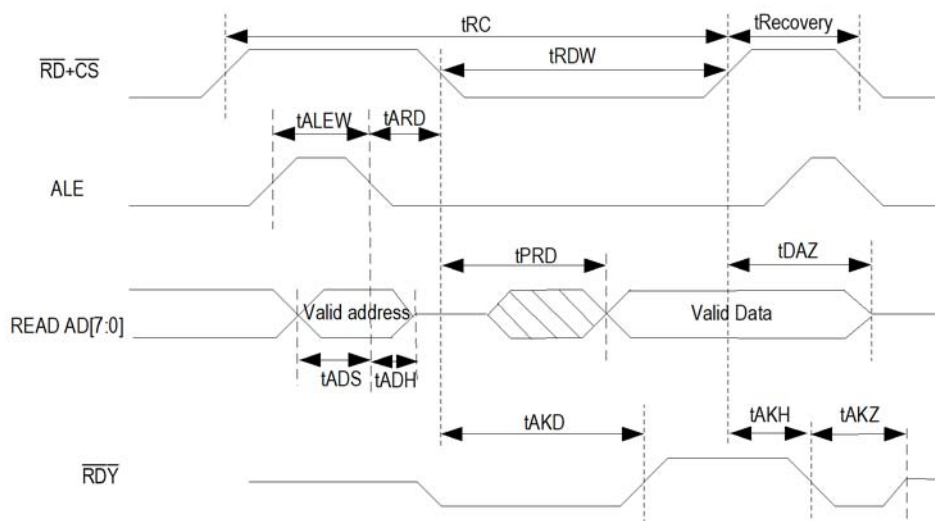 tRC
tRecovery
RD+CS
tRDW
tALEW
tARD
ALE
tPRD
tDAZ
Valid address
Valid Data
READ AD[7:0]
tADS
tADH
tAKD
tAKH
tAKZ
RDY